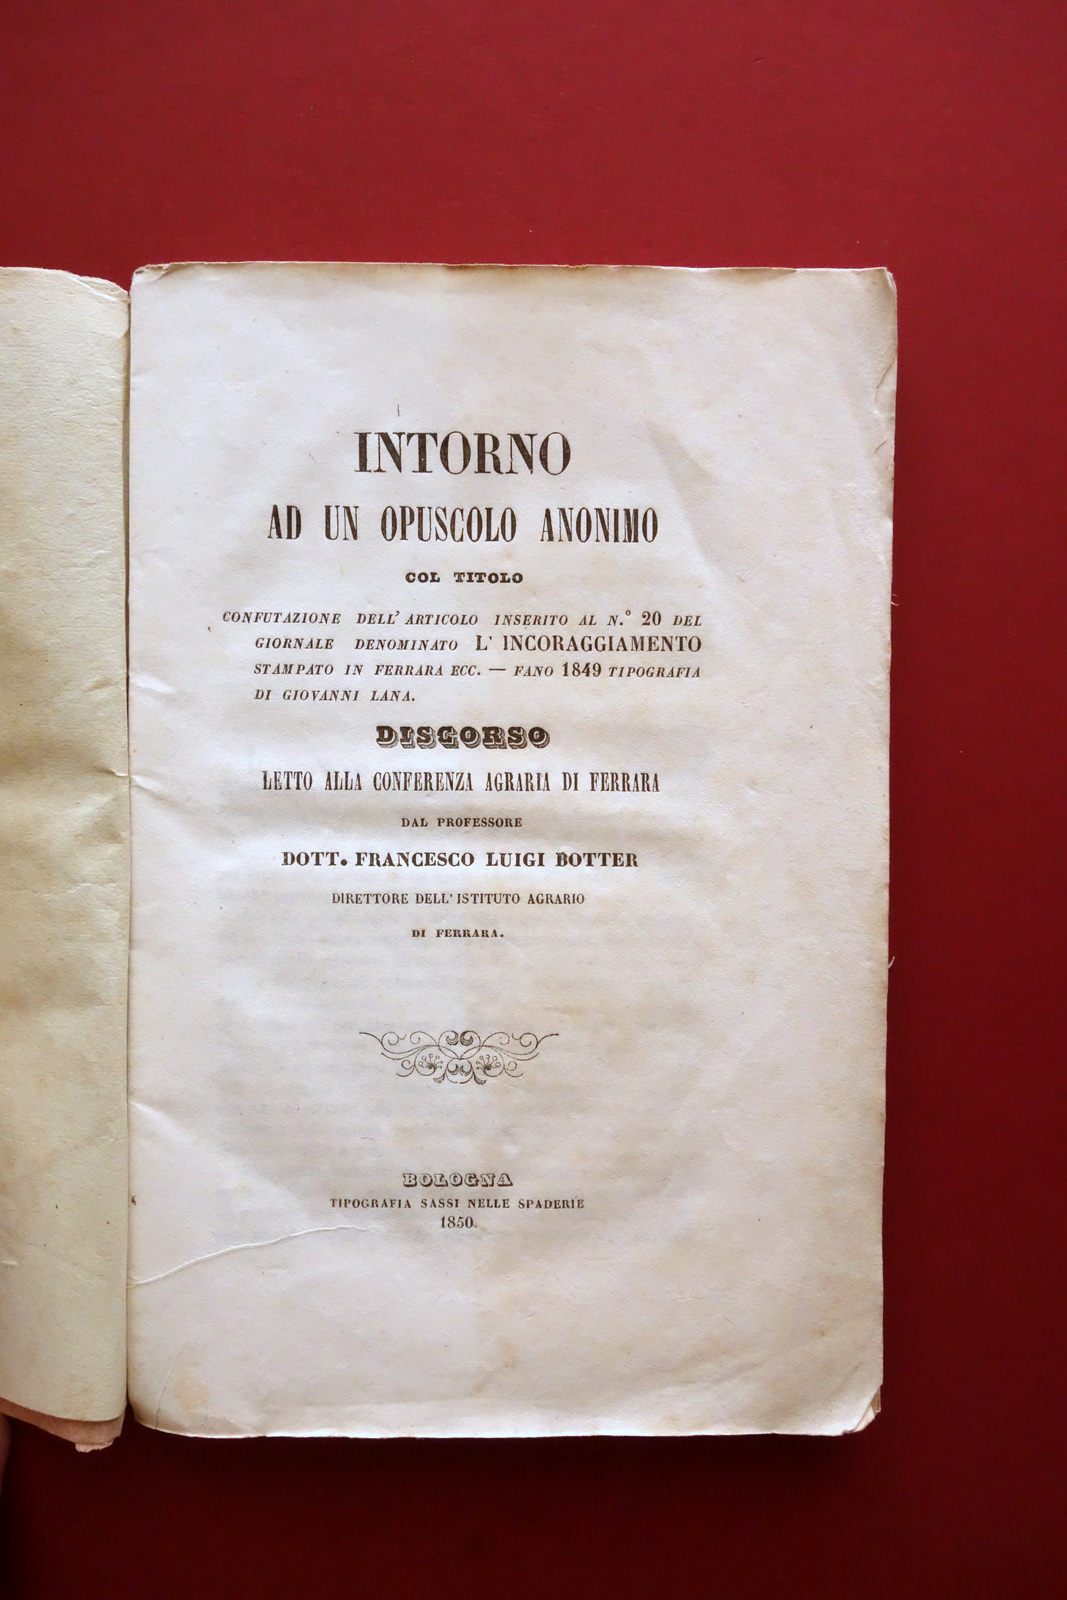 INTORNO
AD UN OPUSCOLO ANONIMO
COL TITOLO
CONFUTAZIONE DELL' ARTICOLO INSERITO AL N.° 20 DEL
GIORNALE DENOMINATO L' INCORAGGIAMENTO
STAMPATO IN FERRARA ECC. — FANO 1849 TIPOGRAFIA
DI GIOVANNI LANA.
DISCORSO
LETTO ALLA CONFERENZA AGRARIA DI FERRARA
DAL PROFESSORE
DOTT. FRANCESCO LUIGI BOTTER
DIRETTORE DELL' ISTITUTO AGRARIO
DI FERRARA.
BOLOGNA
TIPOGRAFIA SASSI NELLE SPADERIE
1850.